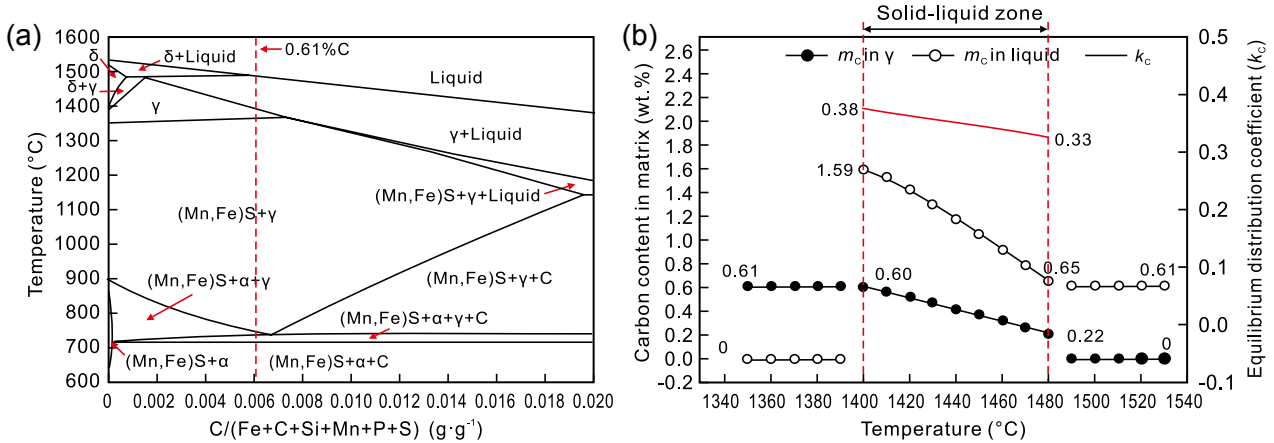 (a)
1600
1500
1400
1300
1200
1100
900
800
700
600
Temperature (°C)
0
0.002
0.004
0.006
0.008
0.010
0.012
0.014
0.016
0.018
0.020
C/(Fe+C+Si+Mn+P+S) (g·g⁻¹)
δ
δ+Liquid
0.61%C
Liquid
δ+γ
γ
γ+Liquid
(Mn,Fe)S+γ+Liquid
(Mn,Fe)S+γ
(Mn,Fe)S+γ+C
(Mn,Fe)S+α+γ
(Mn,Fe)S+α+γ+C
(Mn,Fe)S+α
(Mn,Fe)S+α+C
(b)
Solid-liquid zone
m_C in γ
m_C in liquid
k_C
2.6
2.4
2.2
2.0
1.8
1.6
1.4
1.2
1.0
0.8
0.6
0.4
0.2
0.0
-0.2
Carbon content in matrix (wt.%)
0.38
0.33
1.59
0.61
0.60
0.65
0.61
0.22
0
0
1340
1360
1380
1400
1420
1440
1460
1480
1500
1520
1540
Temperature (°C)
0.5
0.4
0.3
0.2
0.1
0.0
-0.1
Equilibrium distribution coefficient (k_C)